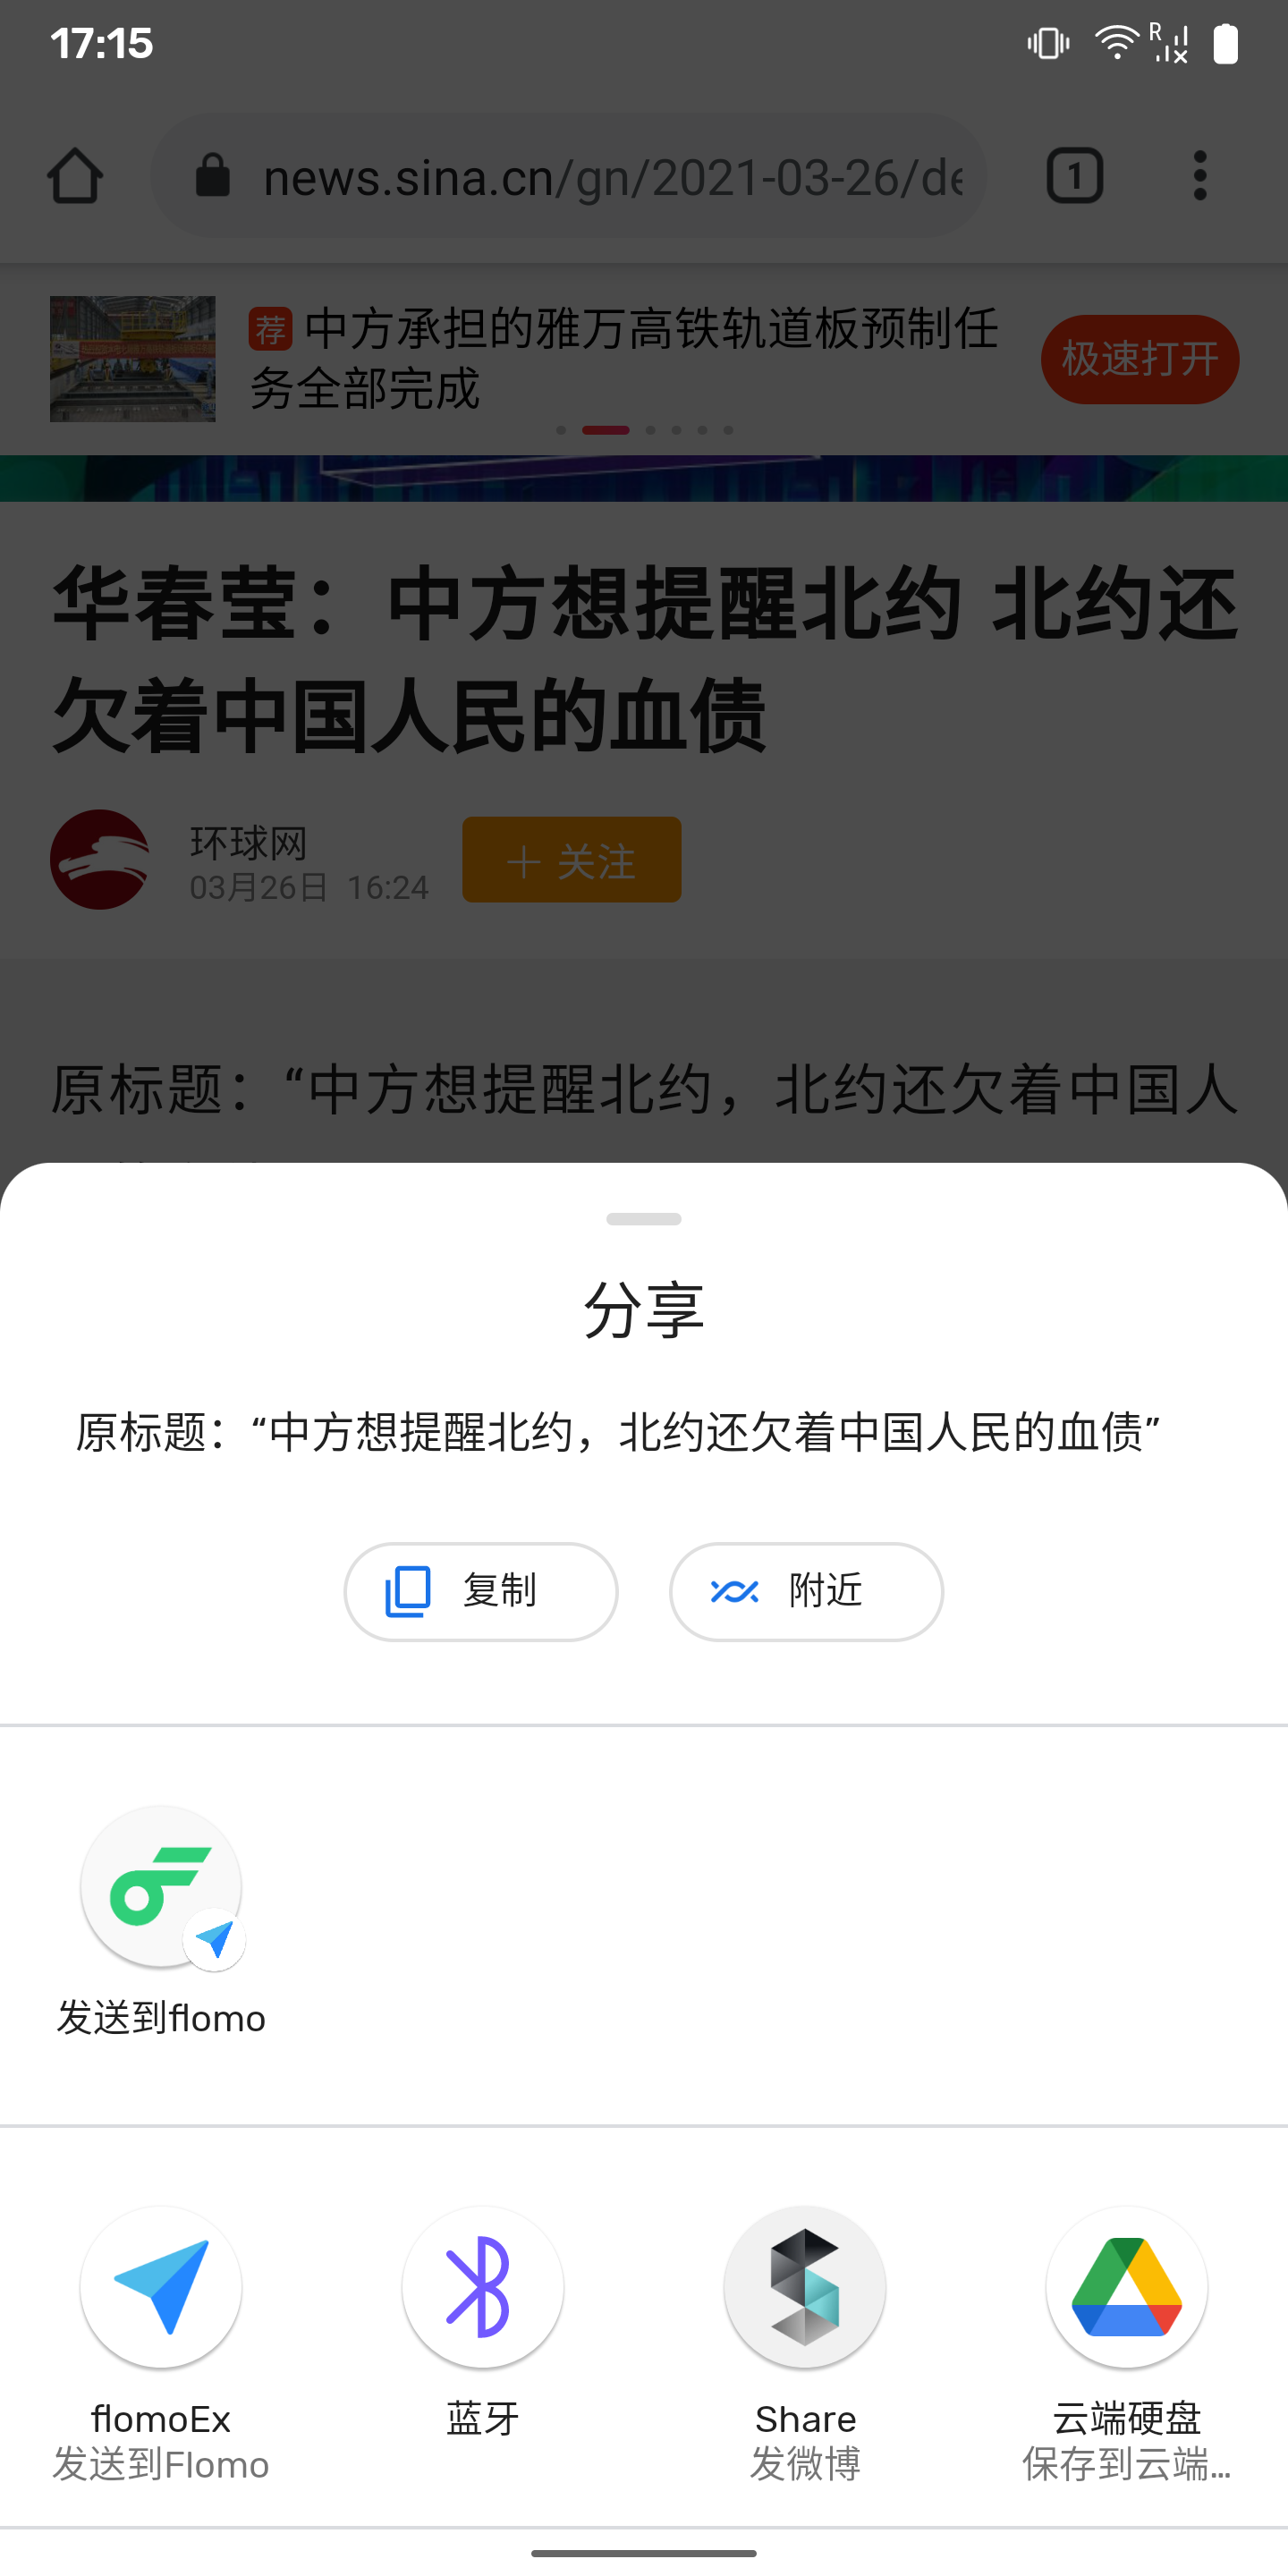 17:15
R
news.sina.cn/gn/2021-03-26/de
1
荐 中方承担的雅万高铁轨道板预制任
务全部完成
极速打开
华春莹：中方想提醒北约 北约还
欠着中国人民的血债
环球网
03月26日 16:24
+ 关注
原标题：“中方想提醒北约，北约还欠着中国人
分享
原标题：“中方想提醒北约，北约还欠着中国人民的血债”
复制
附近
发送到flomo
flomoEx
发送到Flomo
蓝牙
Share
发微博
云端硬盘
保存到云端...